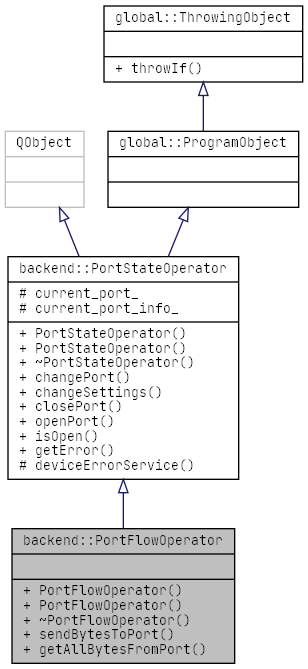 global::ThrowingObject
+ throwIf()
QObject
global::ProgramObject
backend::PortStateOperator
# current_port_
# current_port_info_
+ PortStateOperator()
+ PortStateOperator()
+ ~PortStateOperator()
+ changePort()
+ changeSettings()
+ closePort()
+ openPort()
+ isOpen()
+ getError()
# deviceErrorService()
backend::PortFlowOperator
+ PortFlowOperator()
+ PortFlowOperator()
+ ~PortFlowOperator()
+ sendBytesToPort()
+ getAllBytesFromPort()